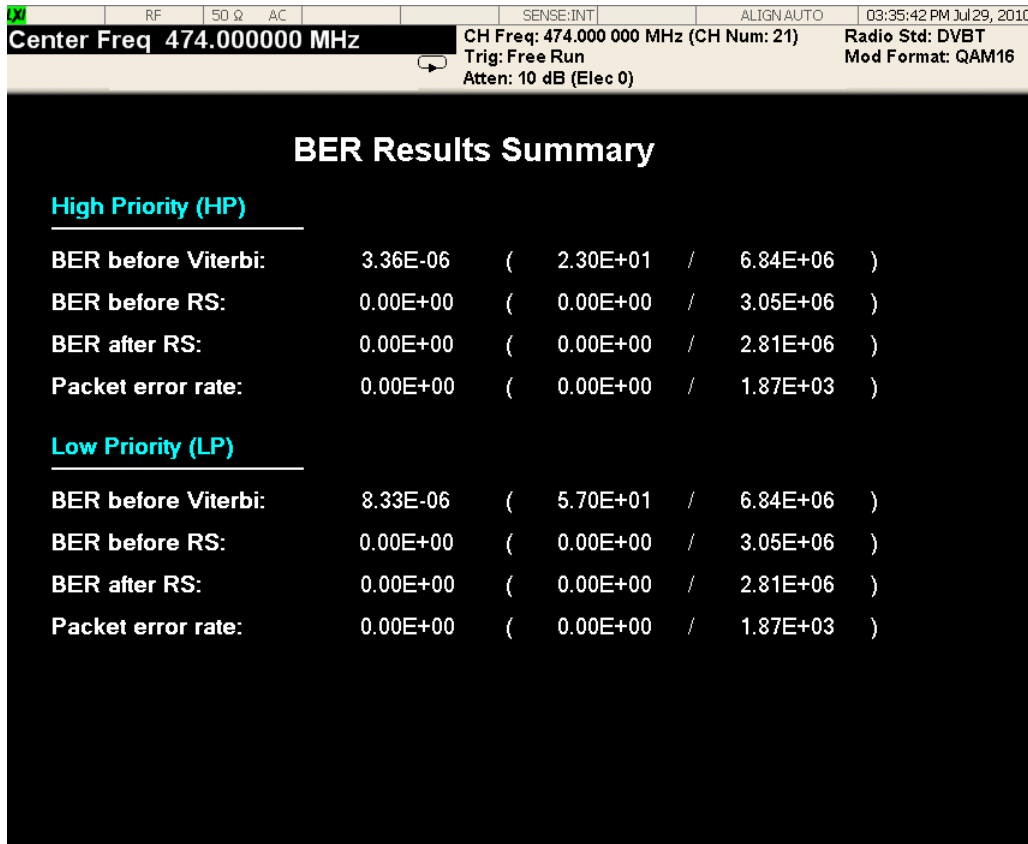 LXI RF 50 Ω AC SENSE:INT ALIGN AUTO 03:35:42 PM Jul 29, 2010
Center Freq 474.000000 MHz
CH Freq: 474.000 000 MHz (CH Num: 21)
Trig: Free Run
Atten: 10 dB (Elec 0)
Radio Std: DVBT
Mod Format: QAM16
BER Results Summary
High Priority (HP)
BER before Viterbi: 3.36E-06 ( 2.30E+01 / 6.84E+06 )
BER before RS: 0.00E+00 ( 0.00E+00 / 3.05E+06 )
BER after RS: 0.00E+00 ( 0.00E+00 / 2.81E+06 )
Packet error rate: 0.00E+00 ( 0.00E+00 / 1.87E+03 )
Low Priority (LP)
BER before Viterbi: 8.33E-06 ( 5.70E+01 / 6.84E+06 )
BER before RS: 0.00E+00 ( 0.00E+00 / 3.05E+06 )
BER after RS: 0.00E+00 ( 0.00E+00 / 2.81E+06 )
Packet error rate: 0.00E+00 ( 0.00E+00 / 1.87E+03 )